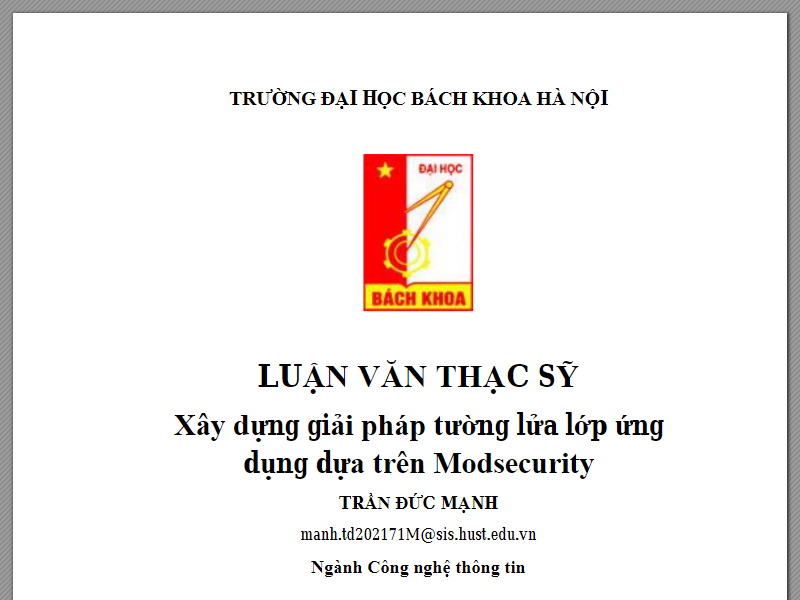 TRƯỜNG ĐẠI HỌC BÁCH KHOA HÀ NỘI
ĐẠI HỌC
BÁCH KHOA
LUẬN VĂN THẠC SỸ
Xây dựng giải pháp tường lửa lớp ứng
dụng dựa trên Modsecurity
TRẦN ĐỨC MẠNH
manh.td202171M@sis.hust.edu.vn
Ngành Công nghệ thông tin